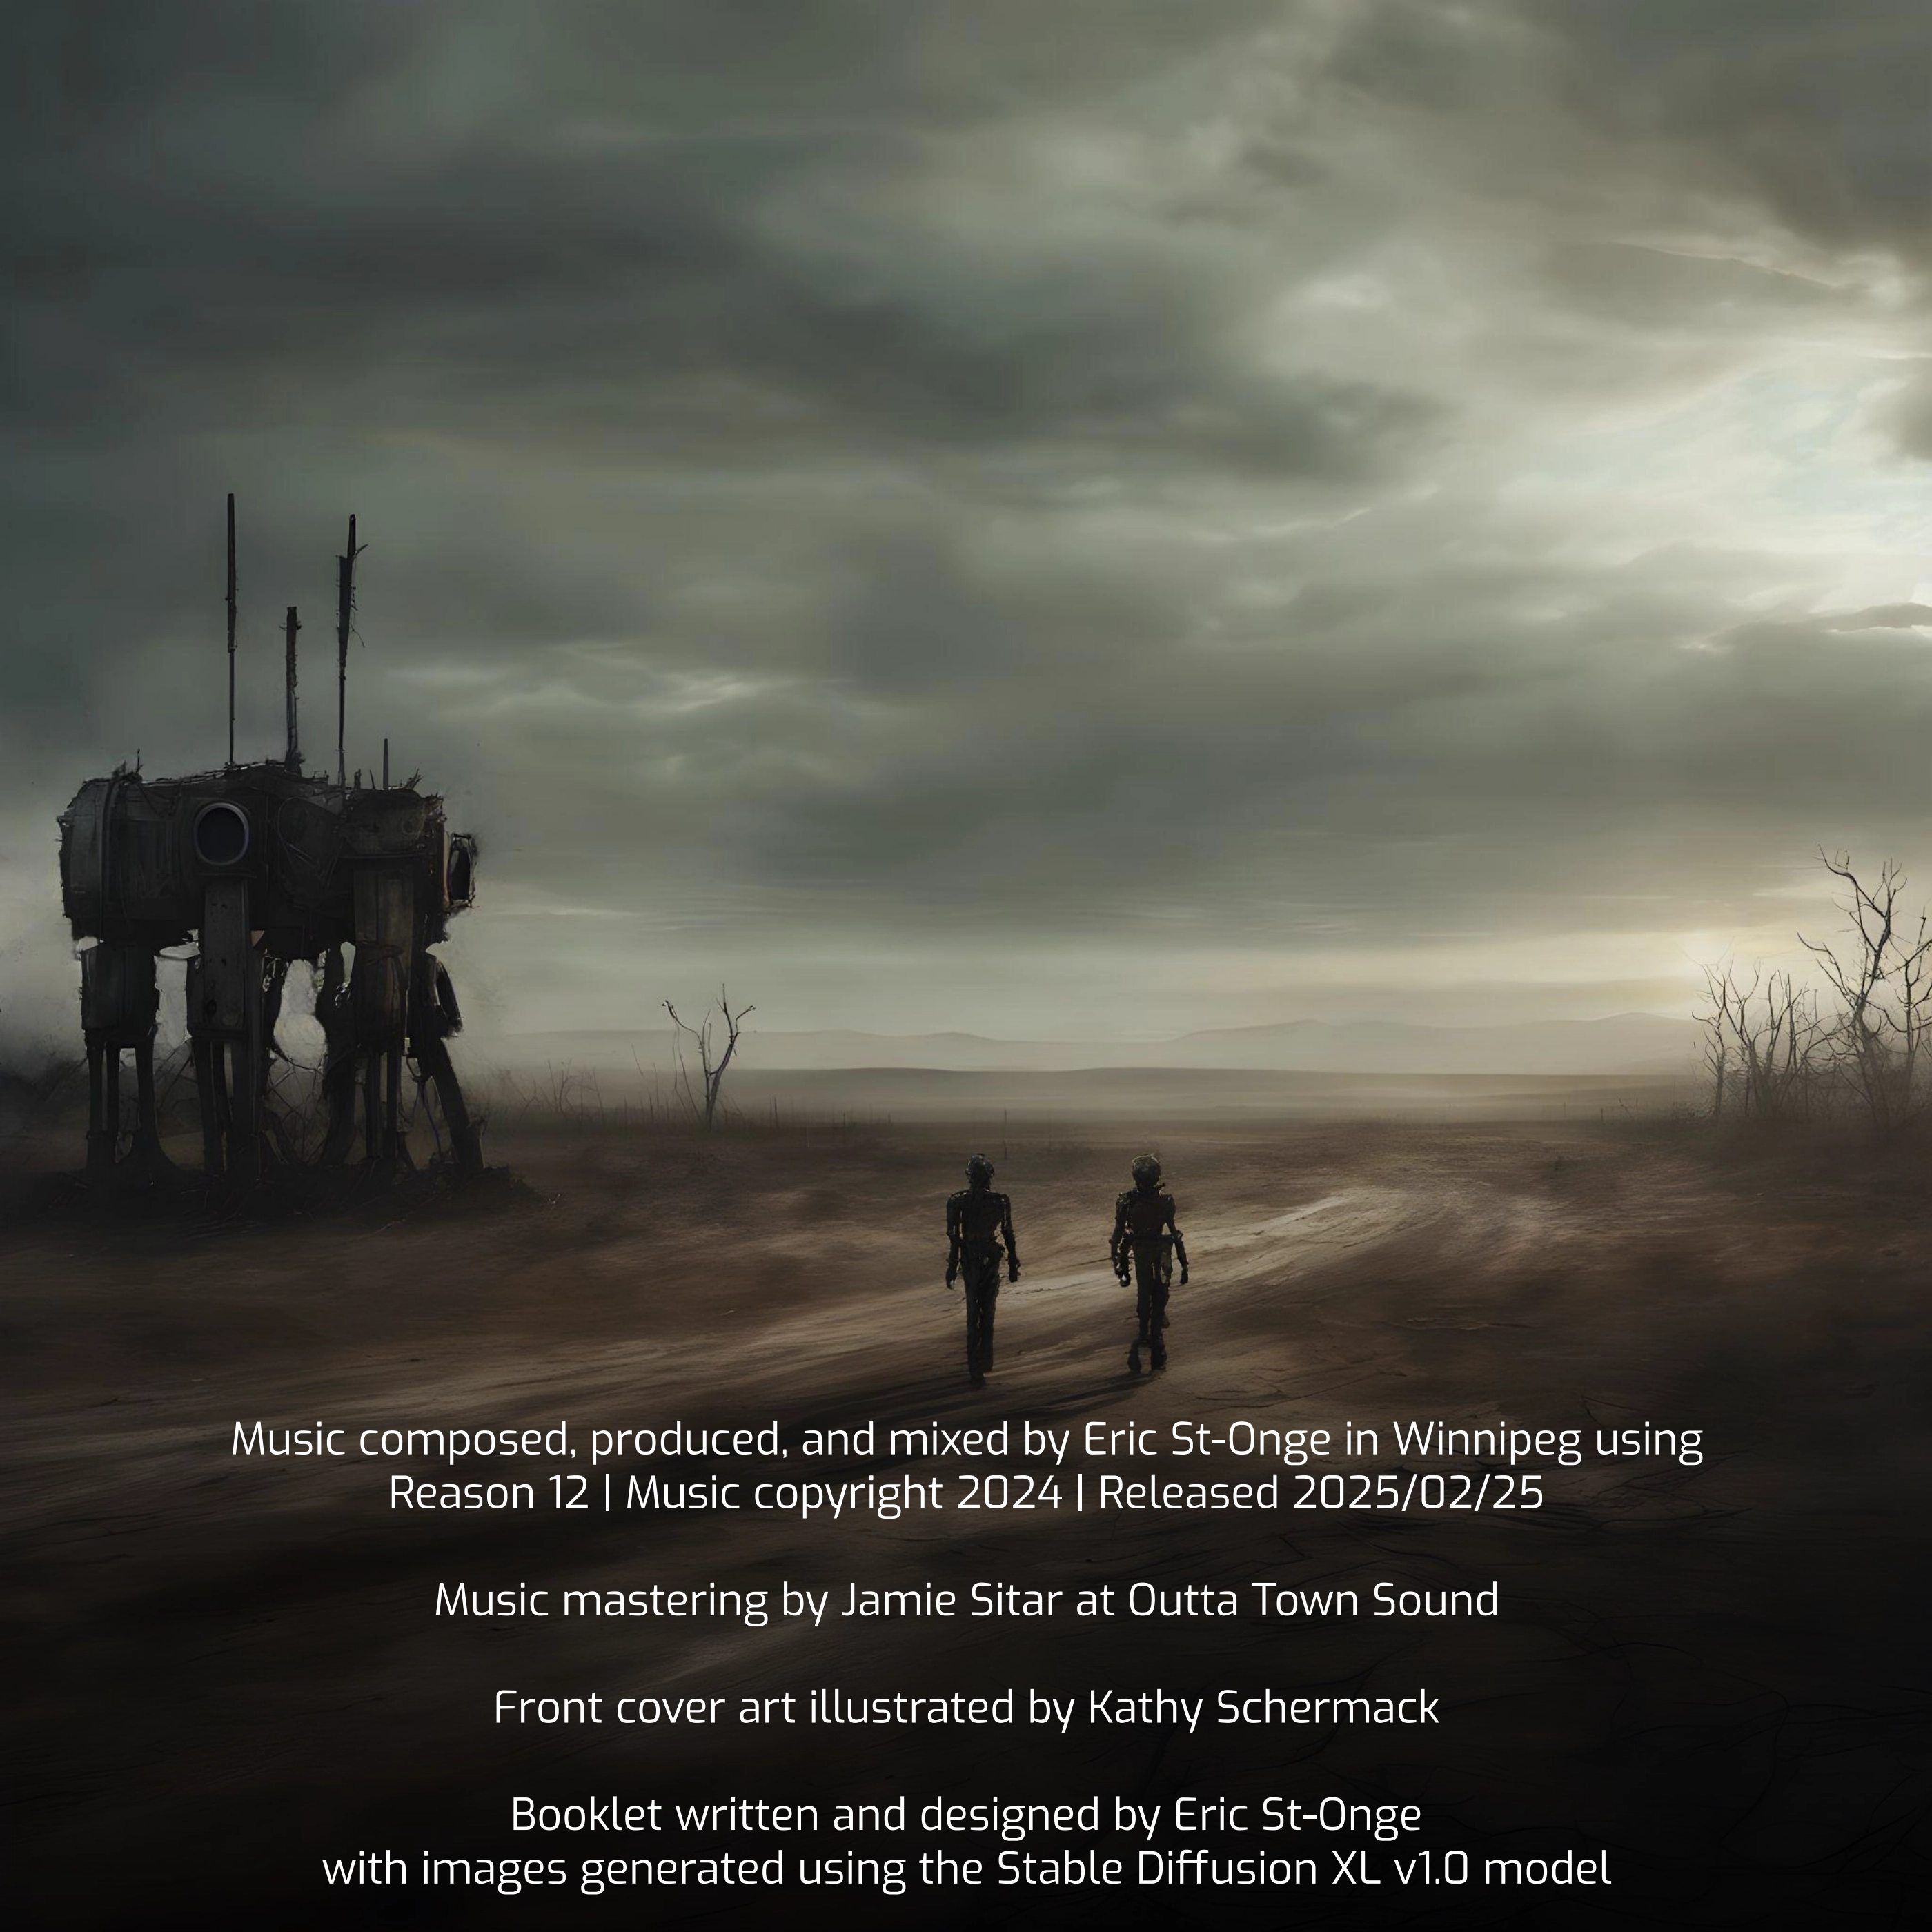 Music composed, produced, and mixed by Eric St-Onge in Winnipeg using
Reason 12 | Music copyright 2024 | Released 2025/02/25
Music mastering by Jamie Sitar at Outta Town Sound
Front cover art illustrated by Kathy Schermack
Booklet written and designed by Eric St-Onge
with images generated using the Stable Diffusion XL v1.0 model